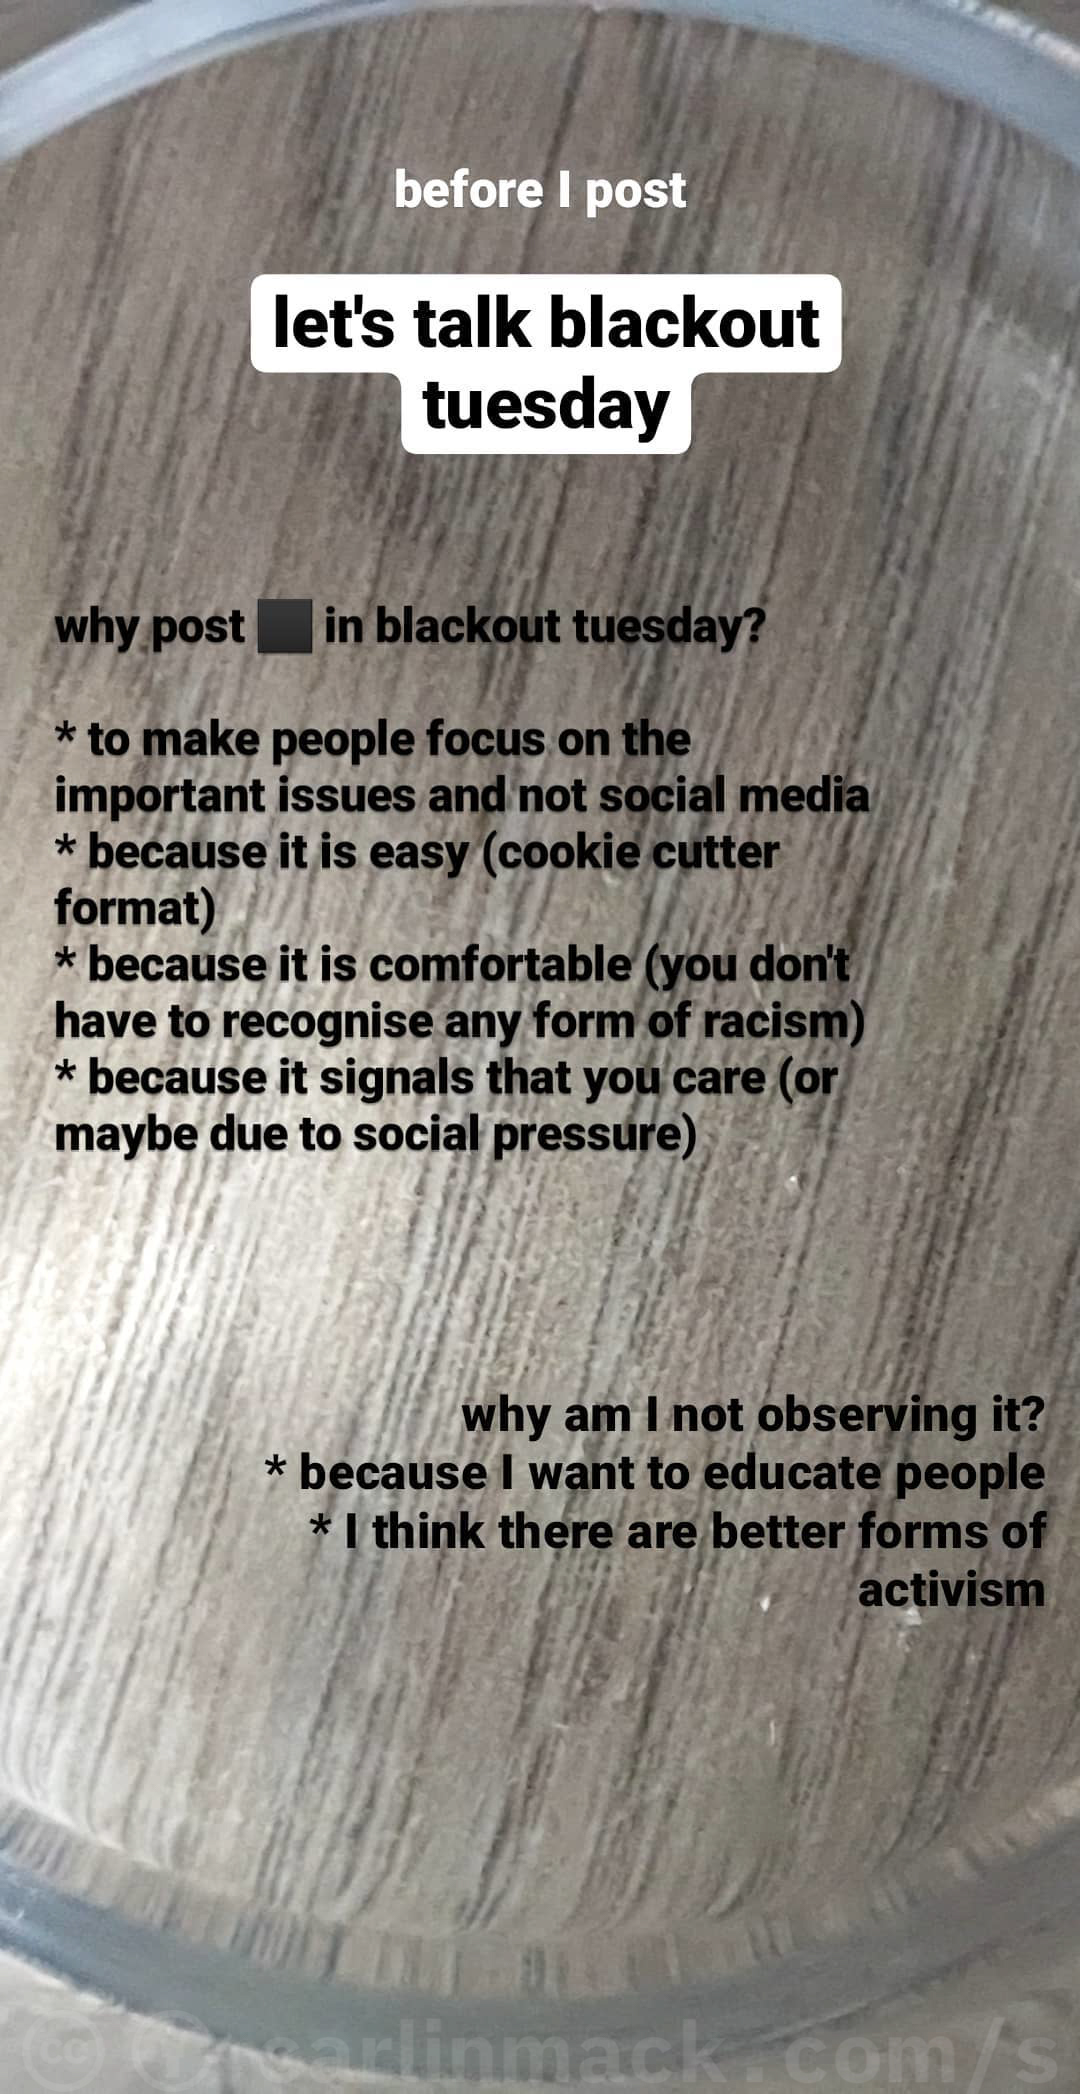 before I post
let's talk blackout
tuesday
why post ⬛ in blackout tuesday?
* to make people focus on the
important issues and not social media
* because it is easy (cookie cutter
format)
* because it is comfortable (you don't
have to recognise any form of racism)
* because it signals that you care (or
maybe due to social pressure)
why am I not observing it?
* because I want to educate people
* I think there are better forms of
activism
carlinmack.com/s